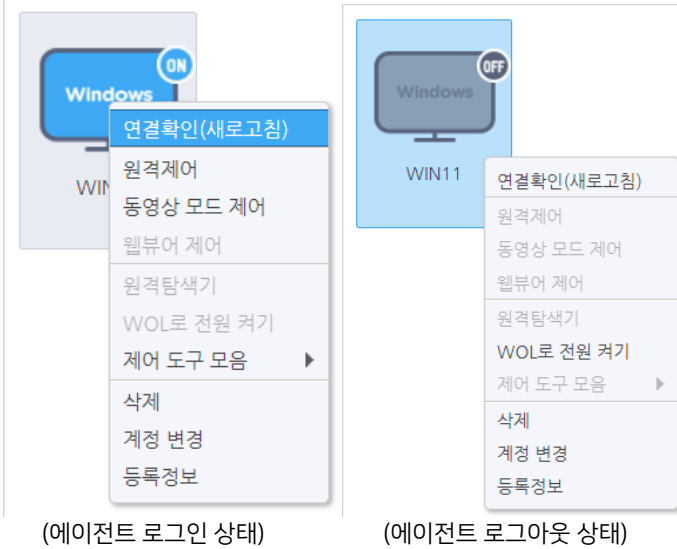 ON
Windows
WIN
연결확인(새로고침)
원격제어
동영상 모드 제어
웹뷰어 제어
원격탐색기
WOL로 전원 켜기
제어 도구 모음
삭제
계정 변경
등록정보
(에이전트 로그인 상태)
OFF
Windows
WIN11
연결확인(새로고침)
원격제어
동영상 모드 제어
웹뷰어 제어
원격탐색기
WOL로 전원 켜기
제어 도구 모음
삭제
계정 변경
등록정보
(에이전트 로그아웃 상태)